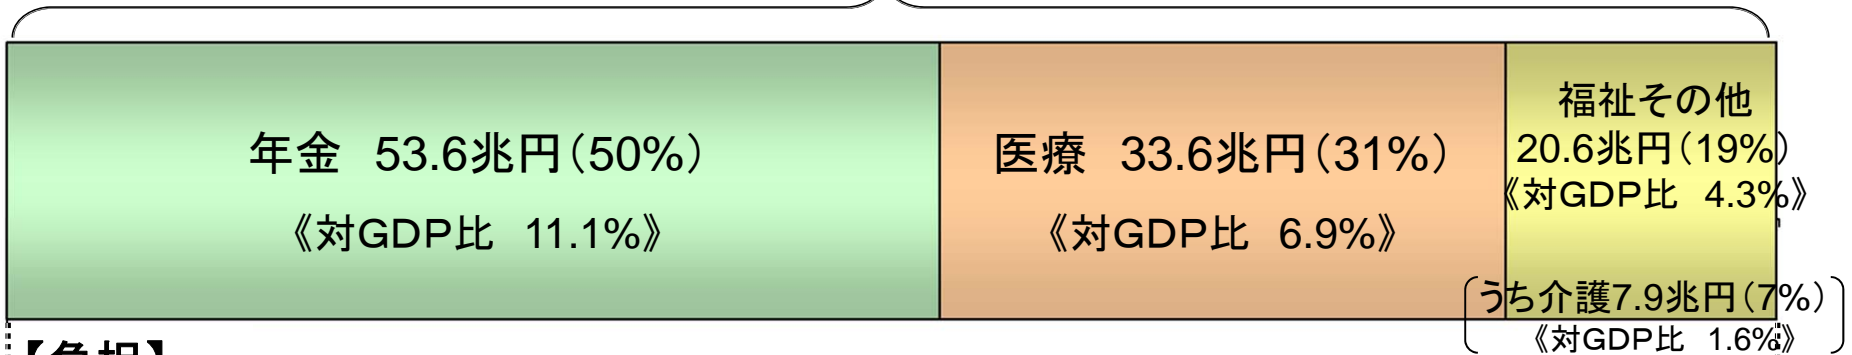 年金　53.6兆円（50%）
《対GDP比　11.1%》
医療　33.6兆円（31%）
《対GDP比　6.9%》
福祉その他
20.6兆円（19%）
《対GDP比　4.3%》
うち介護7.9兆円（7%）
《対GDP比　1.6%》
【負担】